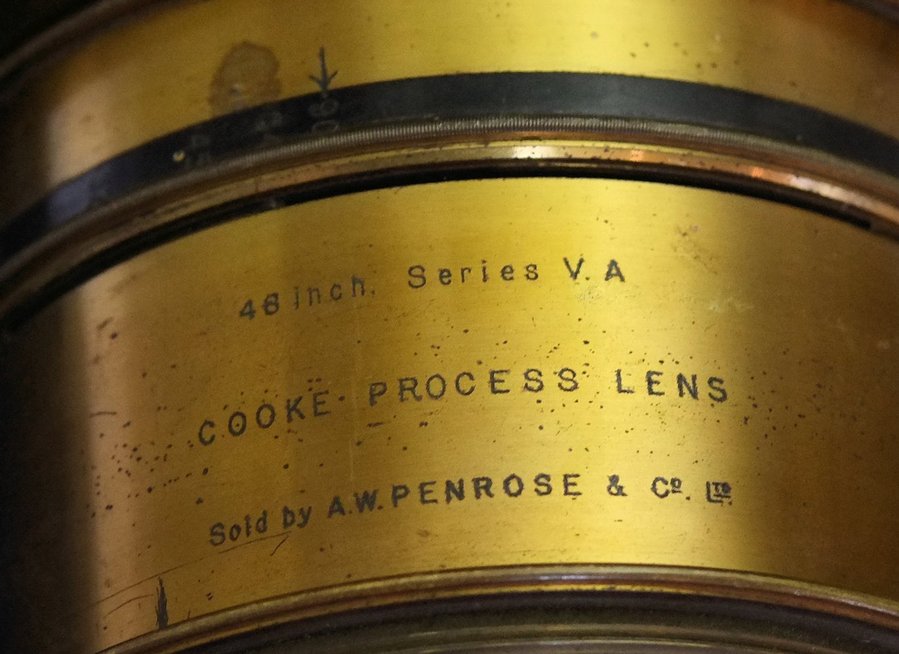 48 inch. Series V. A
COOKE PROCESS LENS
Sold by A.W. PENROSE & Co. LTD